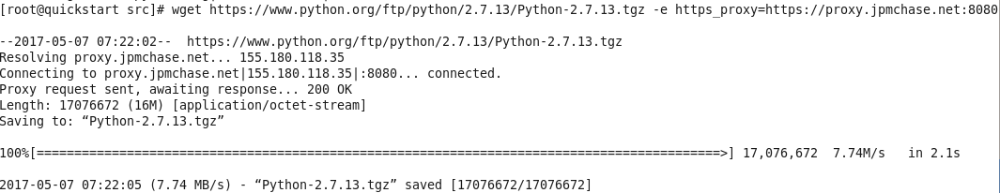 [root@quickstart src]# wget https://www.python.org/ftp/python/2.7.13/Python-2.7.13.tgz -e https_proxy=https://proxy.jpmchase.net:8080
--2017-05-07 07:22:02--  https://www.python.org/ftp/python/2.7.13/Python-2.7.13.tgz
Resolving proxy.jpmchase.net... 155.180.118.35
Connecting to proxy.jpmchase.net|155.180.118.35|:8080... connected.
Proxy request sent, awaiting response... 200 OK
Length: 17076672 (16M) [application/octet-stream]
Saving to: “Python-2.7.13.tgz”
100%[=============================================================================================>] 17,076,672  7.74M/s   in 2.1s
2017-05-07 07:22:05 (7.74 MB/s) - “Python-2.7.13.tgz” saved [17076672/17076672]